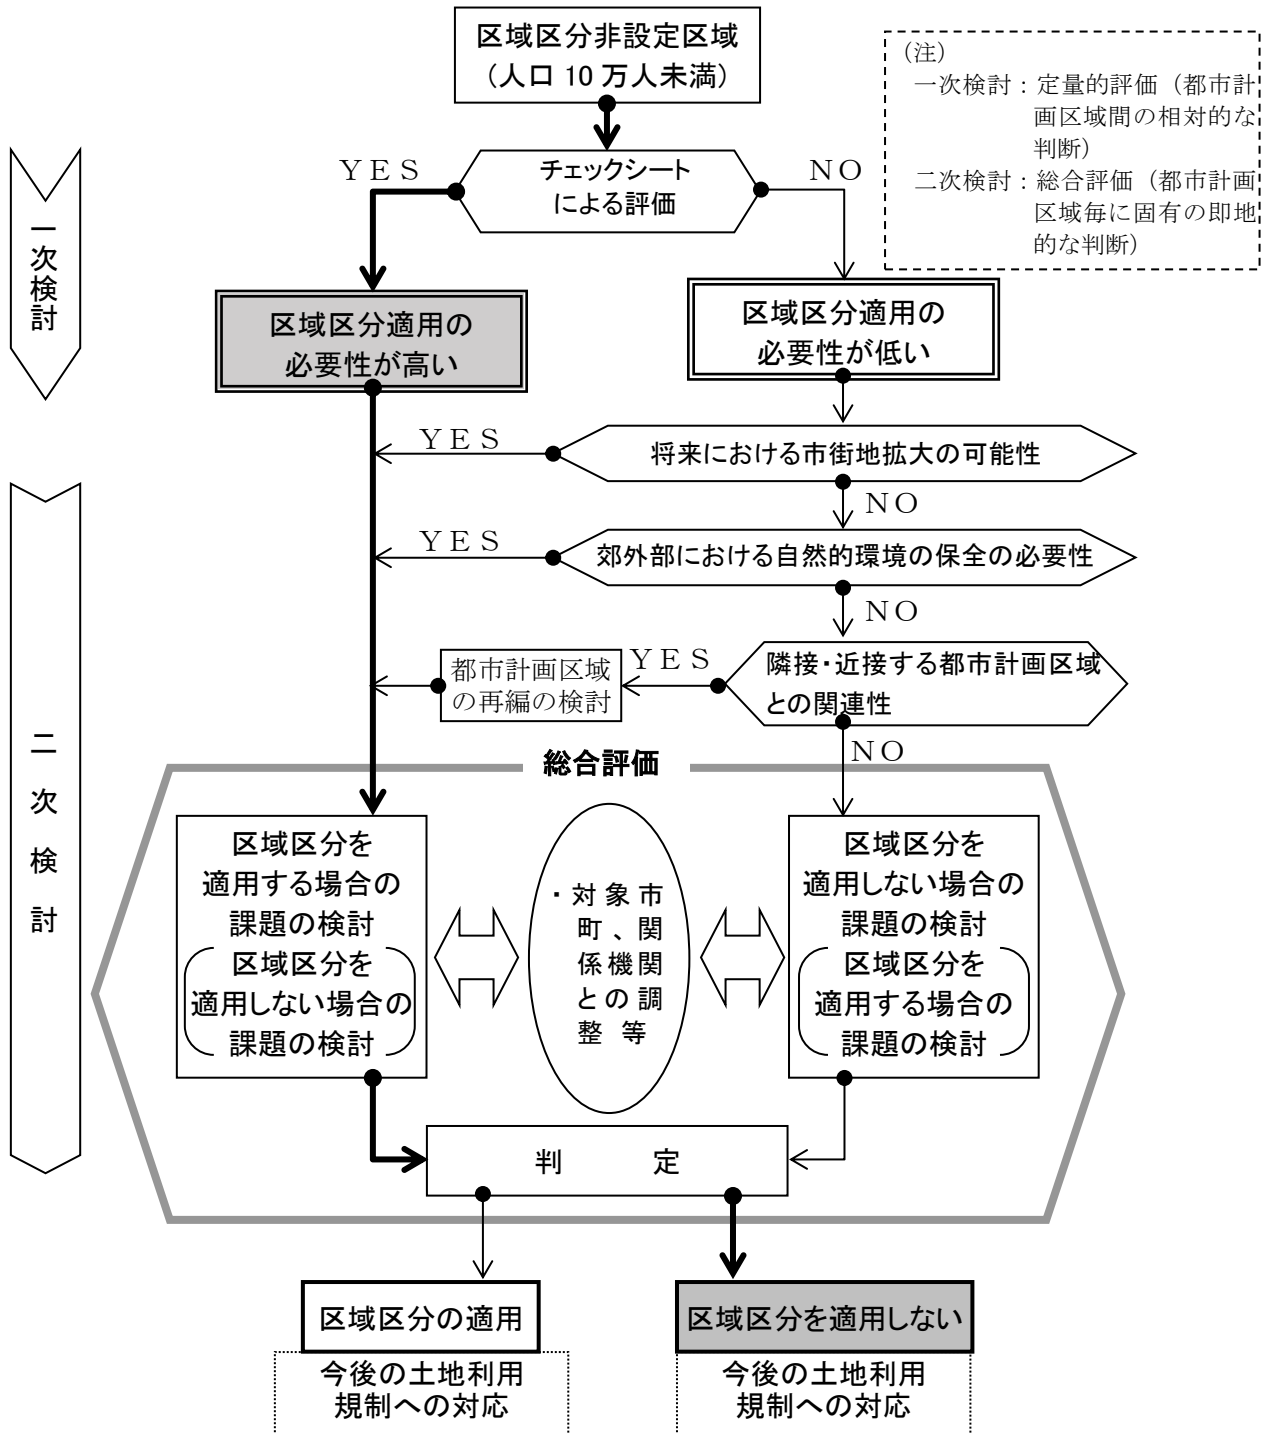 区域区分非設定区域
（人口 10 万人未満）
（注）
一次検討：定量的評価（都市計
画区域間の相対的な
判断）
二次検討：総合評価（都市計画
区域毎に固有の即地
的な判断）
一次検討
ＹＥＳ
チェックシート
による評価
ＮＯ
区域区分適用の
必要性が高い
区域区分適用の
必要性が低い
ＹＥＳ
将来における市街地拡大の可能性
ＮＯ
ＹＥＳ
郊外部における自然的環境の保全の必要性
ＮＯ
二次検討
都市計画区域
の再編の検討
ＹＥＳ
隣接・近接する都市計画区域
との関連性
ＮＯ
総合評価
区域区分を
適用する場合の
課題の検討
区域区分を
適用しない場合の
課題の検討
・対象市
町、関
係機関
との調
整等
区域区分を
適用しない場合の
課題の検討
区域区分を
適用する場合の
課題の検討
判　定
区域区分の適用
今後の土地利用
規制への対応
区域区分を適用しない
今後の土地利用
規制への対応